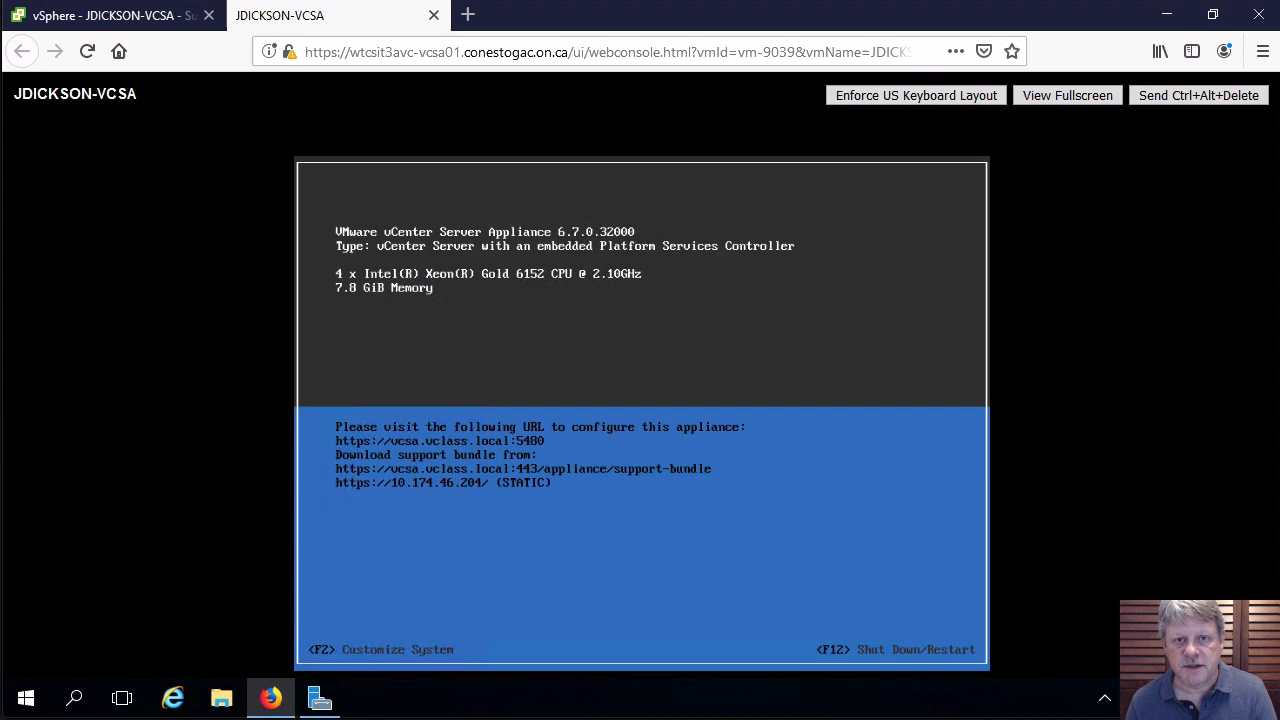 vSphere - JDICKSON-VCSA - Su
JDICKSON-VCSA
https://wtcsit3avc-vcsa01.conestogac.on.ca/ui/webconsole.html?vmId=vm-9039&vmName=JDICKS
JDICKSON-VCSA
Enforce US Keyboard Layout
View Fullscreen
Send Ctrl+Alt+Delete
VMware vCenter Server Appliance 6.7.0.32000
Type: vCenter Server with an embedded Platform Services Controller
4 x Intel(R) Xeon(R) Gold 6152 CPU @ 2.10GHz
7.8 GiB Memory
Please visit the following URL to configure this appliance:
https://vcsa.vclass.local:5480
Download support bundle from:
https://vcsa.vclass.local:443/appliance/support-bundle
https://10.174.46.204/ (STATIC)
<F2> Customize System
<F12> Shut Down/Restart